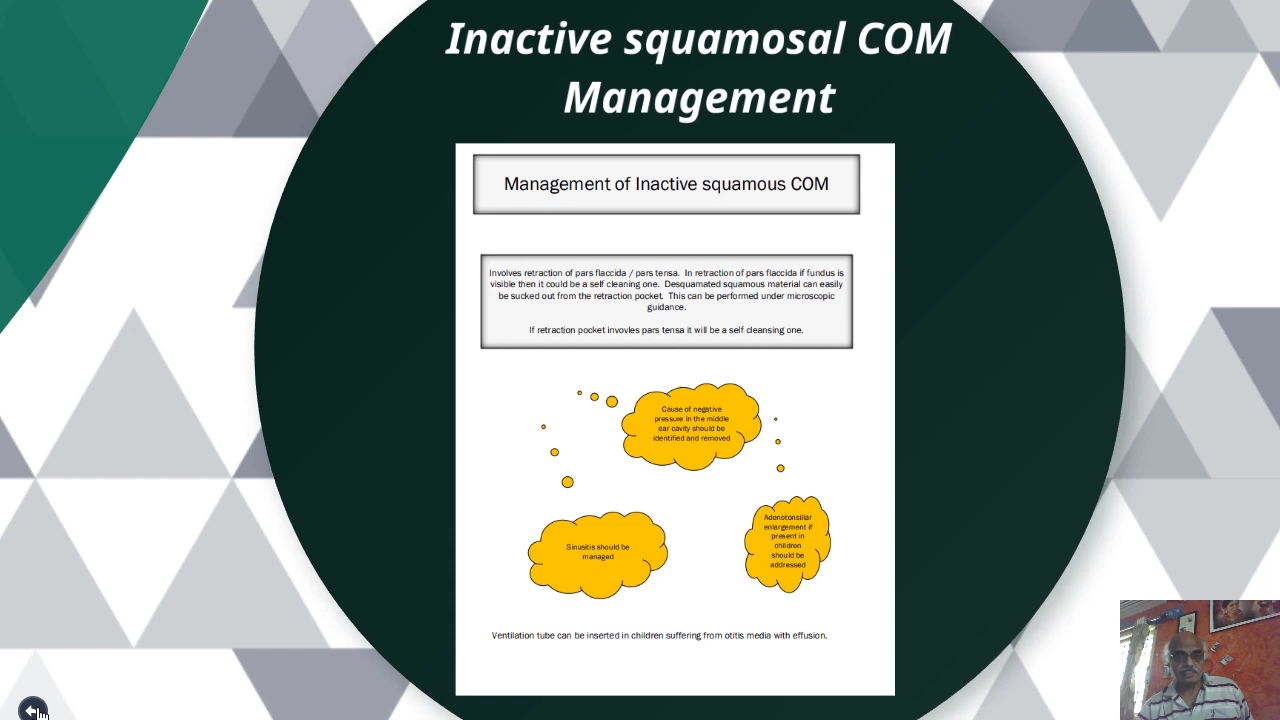 Inactive squamosal COM
Management
Management of Inactive squamous COM
Involves retraction of pars flaccida / pars tensa. In retraction of pars flaccida if fundus is
visible then it could be a self cleaning one. Desquamated squamous material can easily
be sucked out from the retraction pocket. This can be performed under microscopic
guidance.
If retraction pocket invovles pars tensa it will be a self cleansing one.
Cause of negative
pressure in the middle
ear cavity should be
identified and removed
Sinusitis should be
managed
Adenotonsillar
enlargement if
present in
children
should be
addressed
Ventilation tube can be inserted in children suffering from otitis media with effusion.